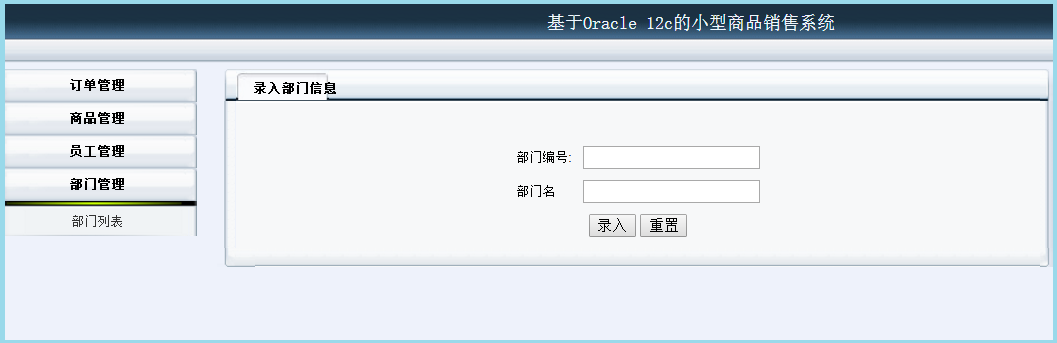 基于Oracle 12c的小型商品销售系统
订单管理
商品管理
员工管理
部门管理
部门列表
录入部门信息
部门编号:
部门名
录入 重置